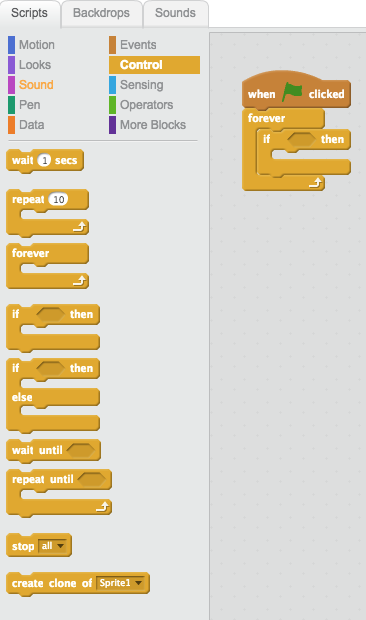 Scripts Backdrops Sounds
Motion Events
Looks Control
Sound Sensing
Pen Operators
Data More Blocks
wait 1 secs
repeat 10
forever
if then
if then
else
wait until
repeat until
stop all
create clone of Sprite1
when clicked
forever
if then